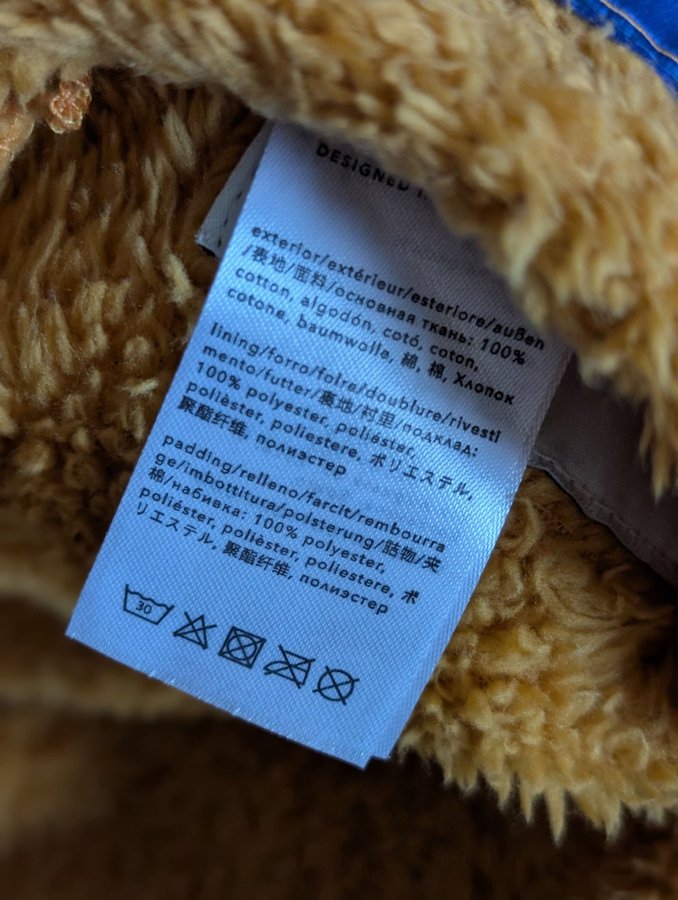 DESIGNED
exterior/extérieur/esteriore/außen
/表地/面料/основная ткань: 100%
cotton, algodón, cotó, coton,
cotone, baumwolle, 綿, 棉, Хлопок
lining/forro/folre/doublure/rivesti
mento/futter/裏地/衬里/подклад:
100% polyester, poliéster,
polièster, poliestere, ポリエステル,
聚酯纤维, полиэстер
padding/relleno/farcit/rembourra
ge/imbottitura/polsterung/詰物/夹
棉/набивка: 100% polyester,
poliéster, polièster, poliestere, ポ
リエステル, 聚酯纤维, полиэстер
30